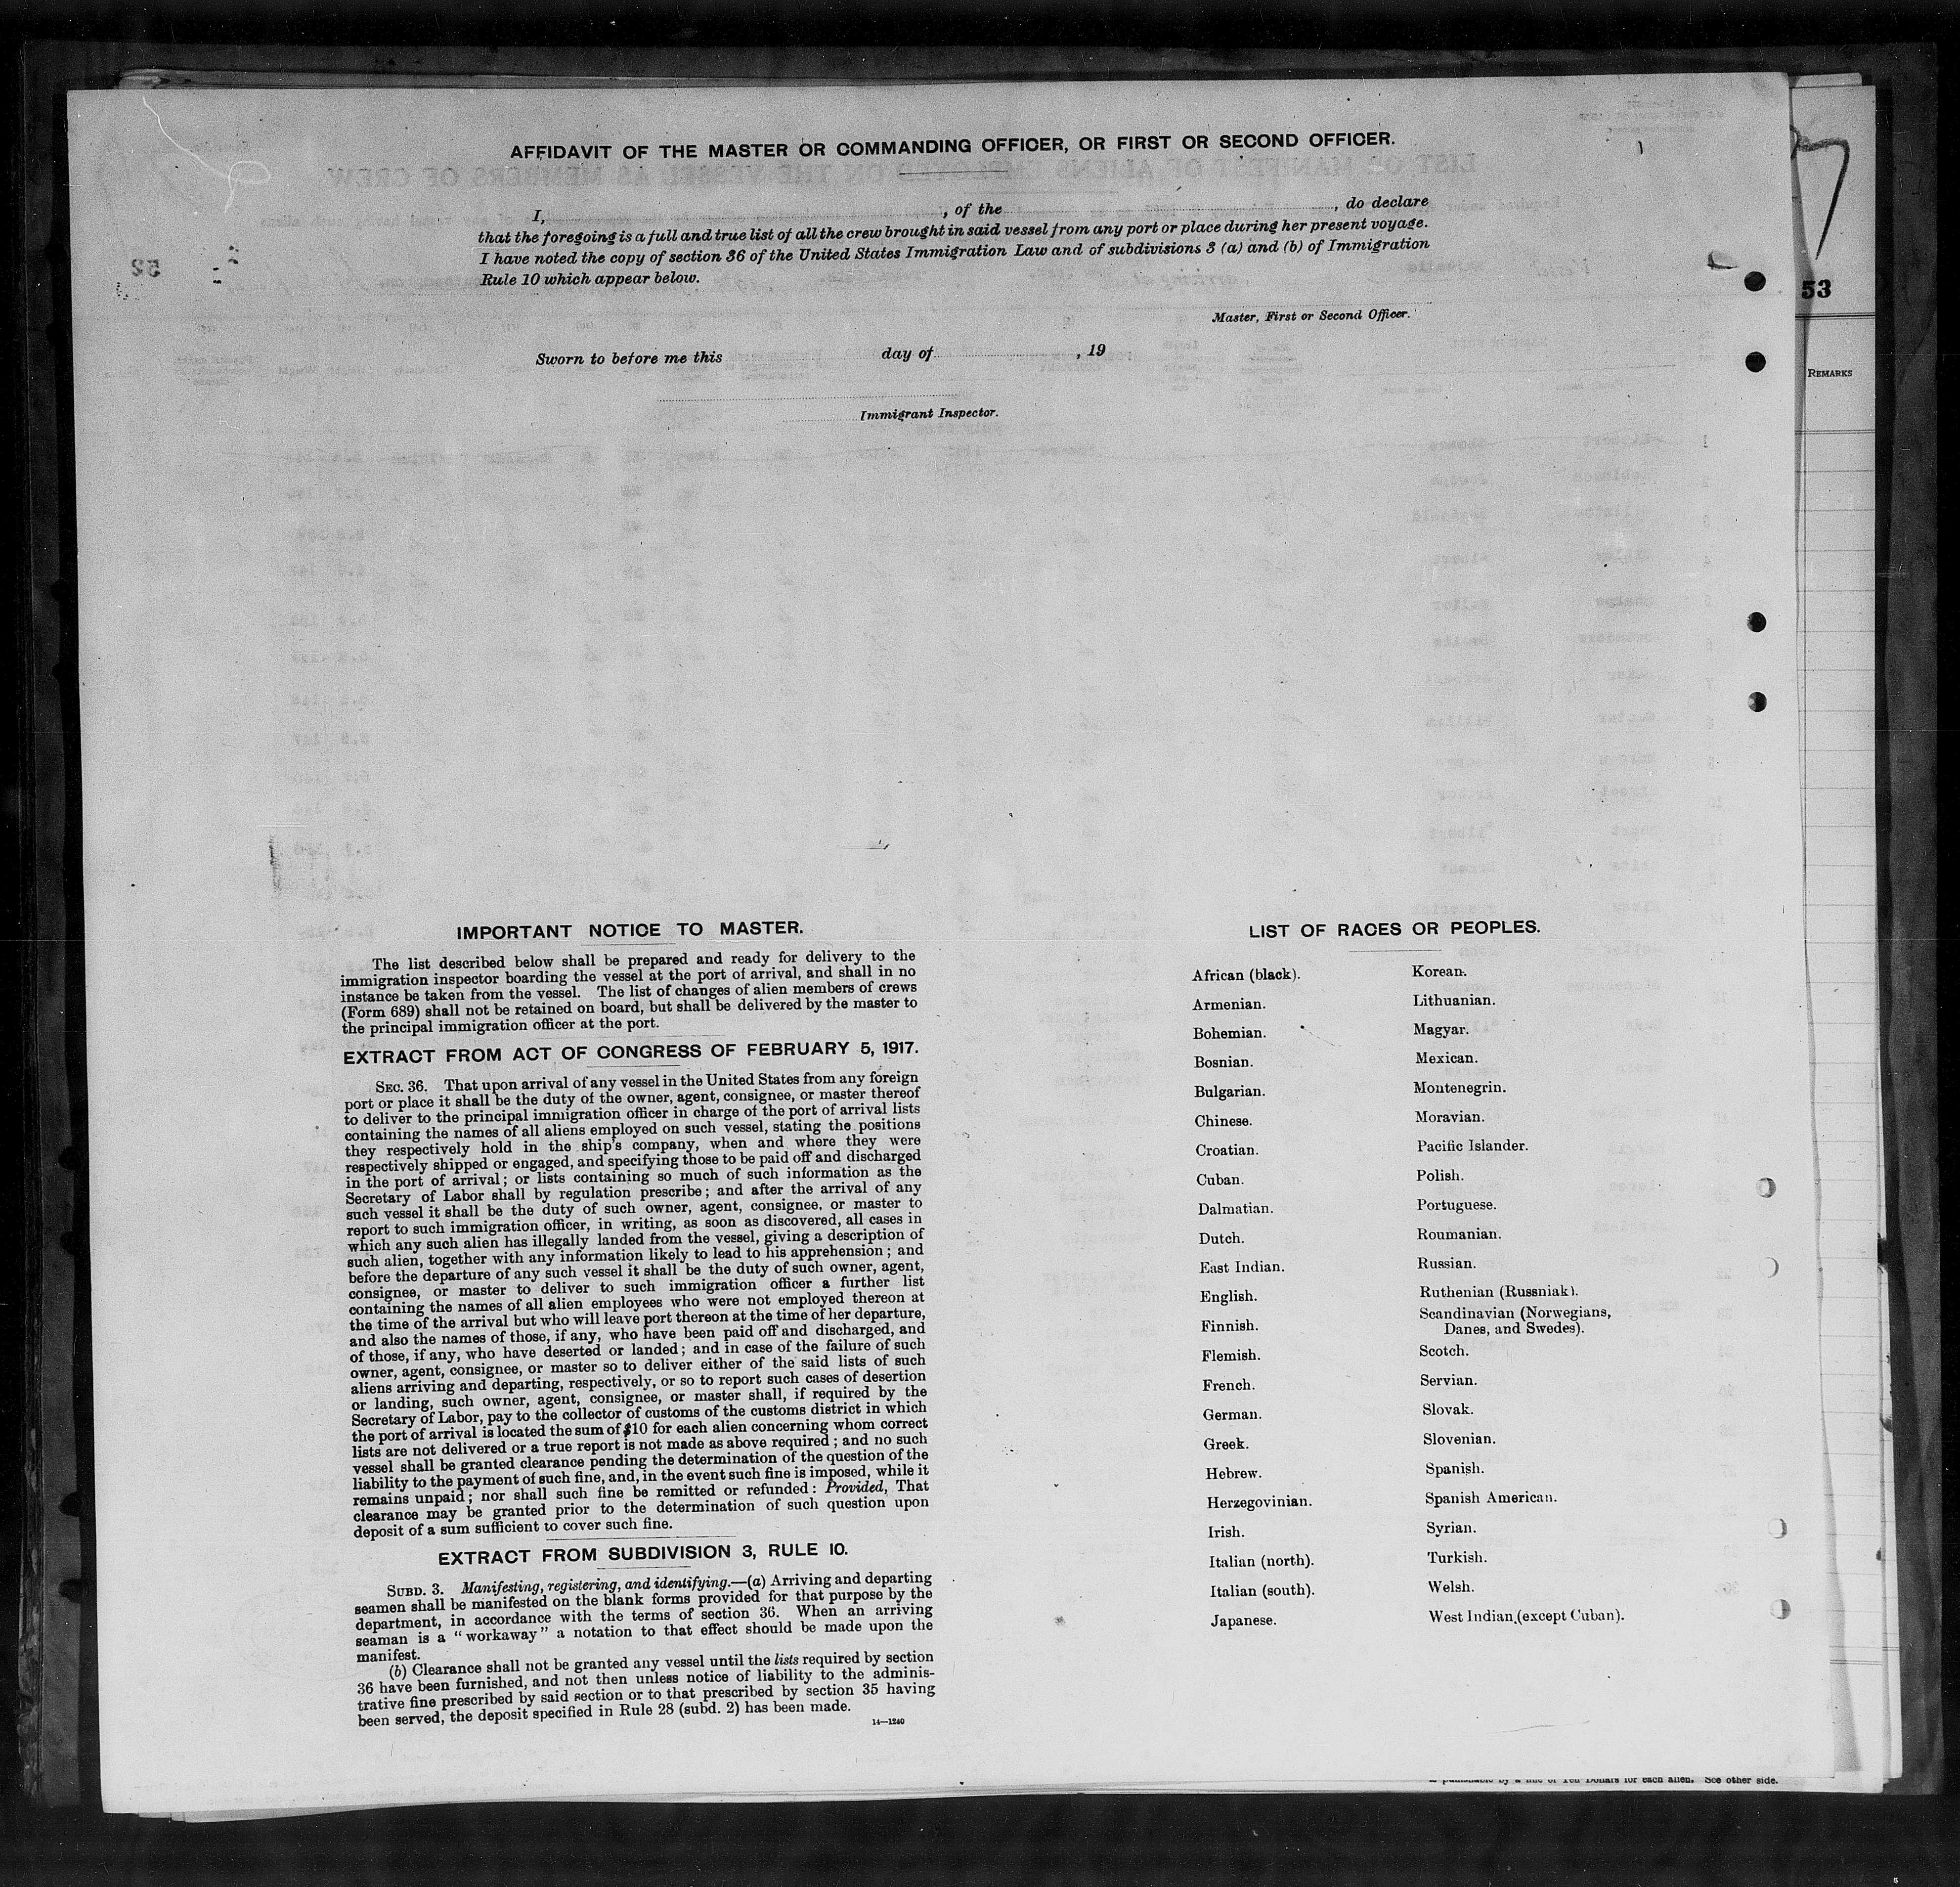 AFFIDAVIT OF THE MASTER OR COMMANDING OFFICER, OR FIRST OR SECOND OFFICER.
I, , of the , do declare
that the foregoing is a full and true list of all the crew brought in said vessel from any port or place during her present voyage.
I have noted the copy of section 36 of the United States Immigration Law and of subdivisions 3 (a) and (b) of Immigration
Rule 10 which appear below.
Master, First or Second Officer.
Sworn to before me this day of , 19
Immigrant Inspector.
53
REMARKS
IMPORTANT NOTICE TO MASTER.
The list described below shall be prepared and ready for delivery to the
immigration inspector boarding the vessel at the port of arrival, and shall in no
instance be taken from the vessel. The list of changes of alien members of crews
(Form 689) shall not be retained on board, but shall be delivered by the master to
the principal immigration officer at the port.
EXTRACT FROM ACT OF CONGRESS OF FEBRUARY 5, 1917.
SEC. 36. That upon arrival of any vessel in the United States from any foreign
port or place it shall be the duty of the owner, agent, consignee, or master thereof
to deliver to the principal immigration officer in charge of the port of arrival lists
containing the names of all aliens employed on such vessel, stating the positions
they respectively hold in the ship's company, when and where they were
respectively shipped or engaged, and specifying those to be paid off and discharged
in the port of arrival; or lists containing so much of such information as the
Secretary of Labor shall by regulation prescribe; and after the arrival of any
such vessel it shall be the duty of such owner, agent, consignee, or master to
report to such immigration officer, in writing, as soon as discovered, all cases in
which any such alien has illegally landed from the vessel, giving a description of
such alien, together with any information likely to lead to his apprehension; and
before the departure of any such vessel it shall be the duty of such owner, agent,
consignee, or master to deliver to such immigration officer a further list
containing the names of all alien employees who were not employed thereon at
the time of the arrival but who will leave port thereon at the time of her departure,
and also the names of those, if any, who have been paid off and discharged, and
of those, if any, who have deserted or landed; and in case of the failure of such
owner, agent, consignee, or master so to deliver either of the said lists of such
aliens arriving and departing, respectively, or so to report such cases of desertion
or landing, such owner, agent, consignee, or master shall, if required by the
Secretary of Labor, pay to the collector of customs of the customs district in which
the port of arrival is located the sum of $10 for each alien concerning whom correct
lists are not delivered or a true report is not made as above required; and no such
vessel shall be granted clearance pending the determination of the question of the
liability to the payment of such fine, and, in the event such fine is imposed, while it
remains unpaid; nor shall such fine be remitted or refunded: Provided, That
clearance may be granted prior to the determination of such question upon
deposit of a sum sufficient to cover such fine.
EXTRACT FROM SUBDIVISION 3, RULE 10.
SUBD. 3. Manifesting, registering, and identifying.—(a) Arriving and departing
seamen shall be manifested on the blank forms provided for that purpose by the
department, in accordance with the terms of section 36. When an arriving
seaman is a "workaway" a notation to that effect should be made upon the
manifest.
(b) Clearance shall not be granted any vessel until the lists required by section
36 have been furnished, and not then unless notice of liability to the adminis-
trative fine prescribed by said section or to that prescribed by section 35 having
been served, the deposit specified in Rule 28 (subd. 2) has been made.
14—1240
LIST OF RACES OR PEOPLES.
African (black).
Armenian.
Bohemian.
Bosnian.
Bulgarian.
Chinese.
Croatian.
Cuban.
Dalmatian.
Dutch.
East Indian.
English.
Finnish.
Flemish.
French.
German.
Greek.
Hebrew.
Herzegovinian.
Irish.
Italian (north).
Italian (south).
Japanese.
Korean.
Lithuanian.
Magyar.
Mexican.
Montenegrin.
Moravian.
Pacific Islander.
Polish.
Portuguese.
Roumanian.
Russian.
Ruthenian (Russniak).
Scandinavian (Norwegians,
Danes, and Swedes).
Scotch.
Servian.
Slovak.
Slovenian.
Spanish.
Spanish American.
Syrian.
Turkish.
Welsh.
West Indian (except Cuban).
is punishable by a fine of Ten Dollars for each alien. See other side.